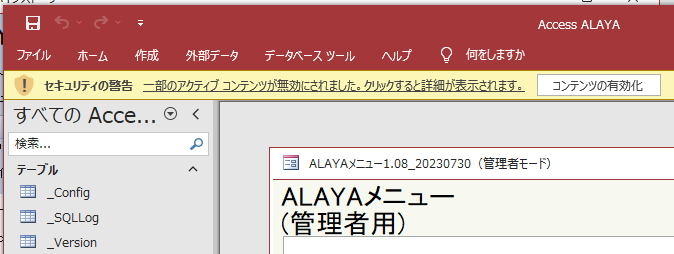 Access ALAYA
ファイル ホーム 作成 外部データ データベース ツール ヘルプ 何をしますか
セキュリティの警告 一部のアクティブ コンテンツが無効にされました。クリックすると詳細が表示されます。 コンテンツの有効化
すべての Acce...
検索...
テーブル
_Config
_SQLLog
_Version
ALAYAメニュー1.08_20230730（管理者モード）
ALAYAメニュー
(管理者用)